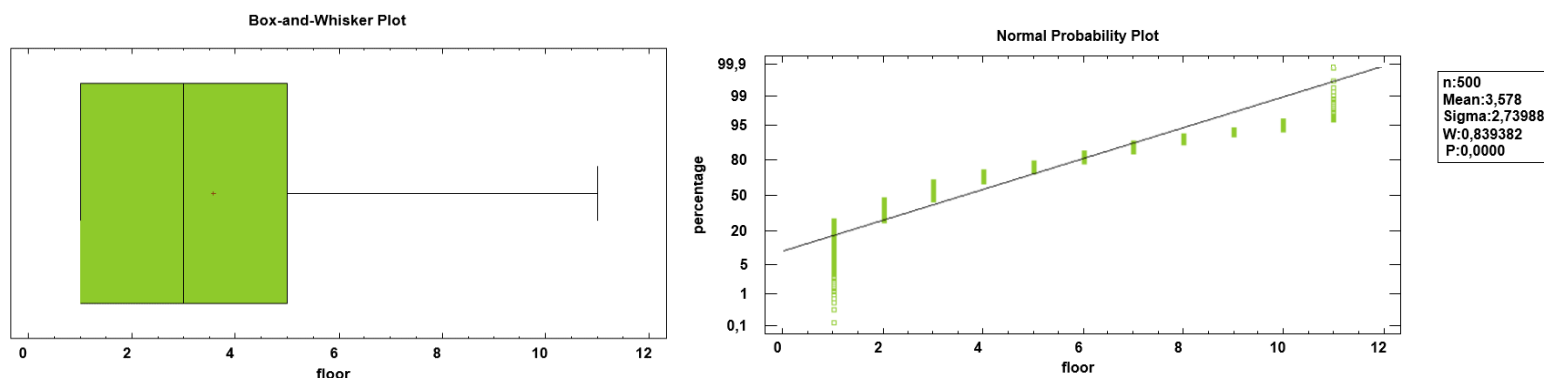 Box-and-Whisker Plot
0 2 4 6 8 10 12
floor
Normal Probability Plot
99,9
99
95
80
50
20
5
1
0,1
percentage
0 2 4 6 8 10 12
floor
n:500
Mean:3,578
Sigma:2,73988
W:0,839382
P:0,0000